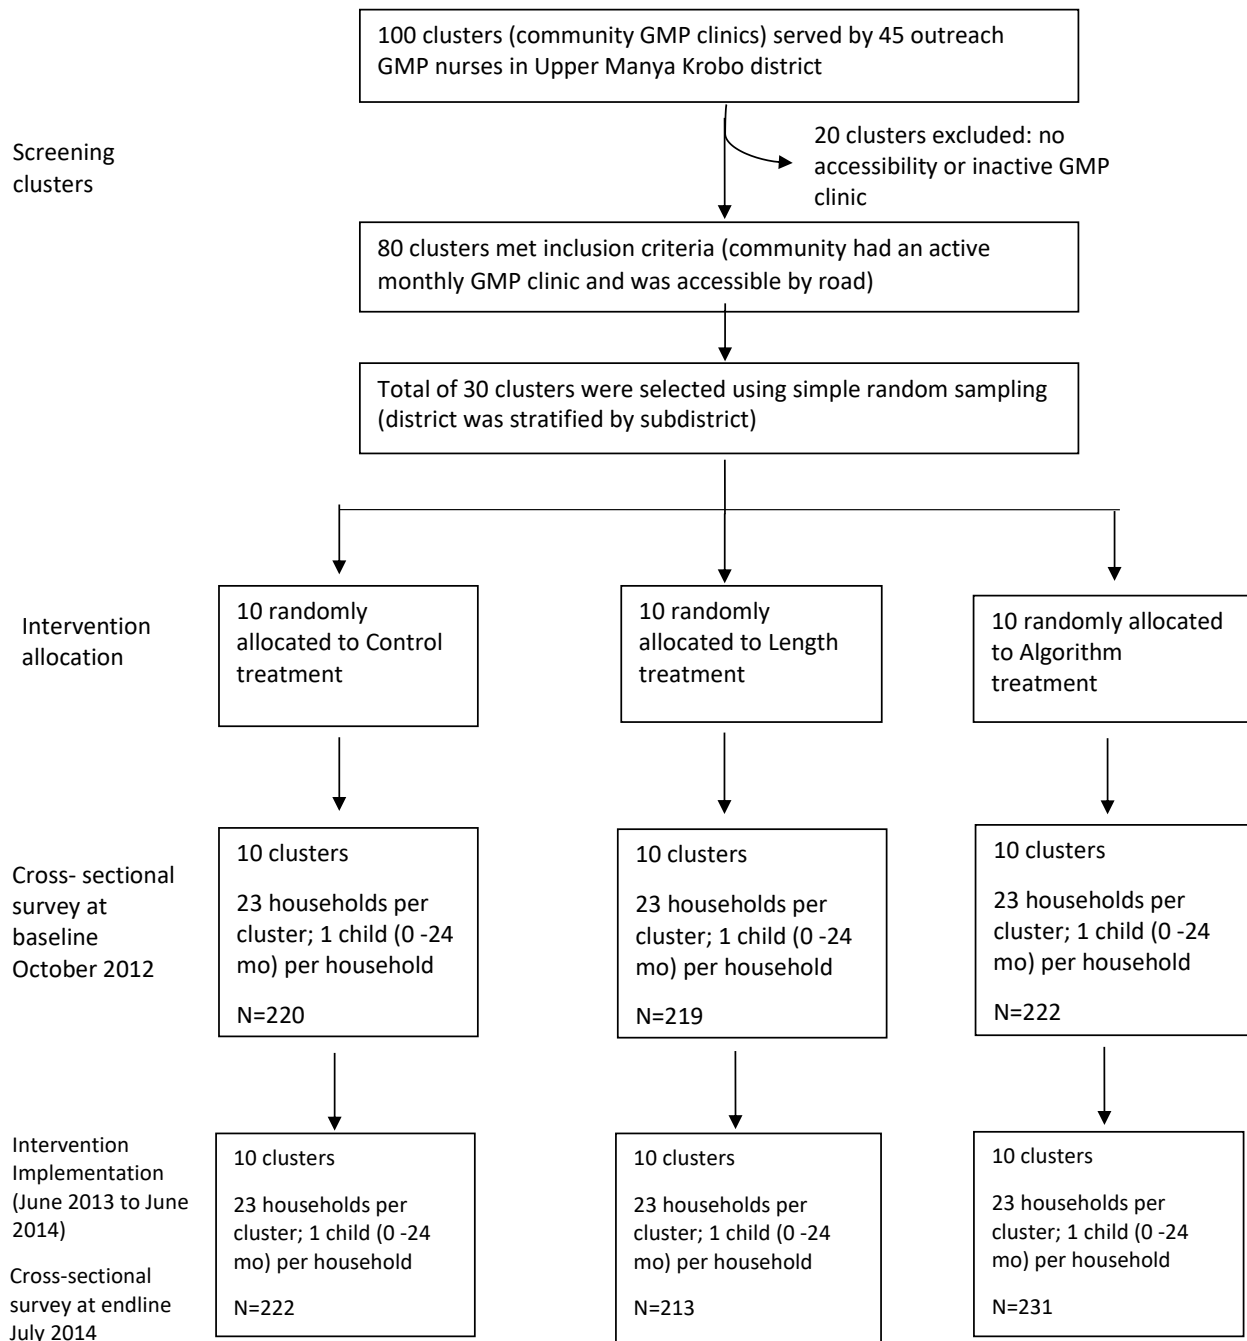 100 clusters (community GMP clinics) served by 45 outreach
GMP nurses in Upper Manya Krobo district
Screening
clusters
20 clusters excluded: no
accessibility or inactive GMP
clinic
80 clusters met inclusion criteria (community had an active
monthly GMP clinic and was accessible by road)
Total of 30 clusters were selected using simple random sampling
(district was stratified by subdistrict)
Intervention
allocation
10 randomly
allocated to Control
treatment
10 randomly
allocated to Length
treatment
10 randomly allocated
to Algorithm
treatment
Cross- sectional
survey at
baseline
October 2012
10 clusters
23 households per
cluster; 1 child (0 -24
mo) per household
N=220
10 clusters
23 households per
cluster; 1 child (0 -24
mo) per household
N=219
10 clusters
23 households per
cluster; 1 child (0 -24
mo) per household
N=222
Intervention
Implementation
(June 2013 to June
2014)
Cross-sectional
survey at endline
July 2014
10 clusters
23 households per
cluster; 1 child (0 -24
mo) per household
N=222
10 clusters
23 households per
cluster; 1 child (0 -24
mo) per household
N=213
10 clusters
23 households per
cluster; 1 child (0 -24
mo) per household
N=231